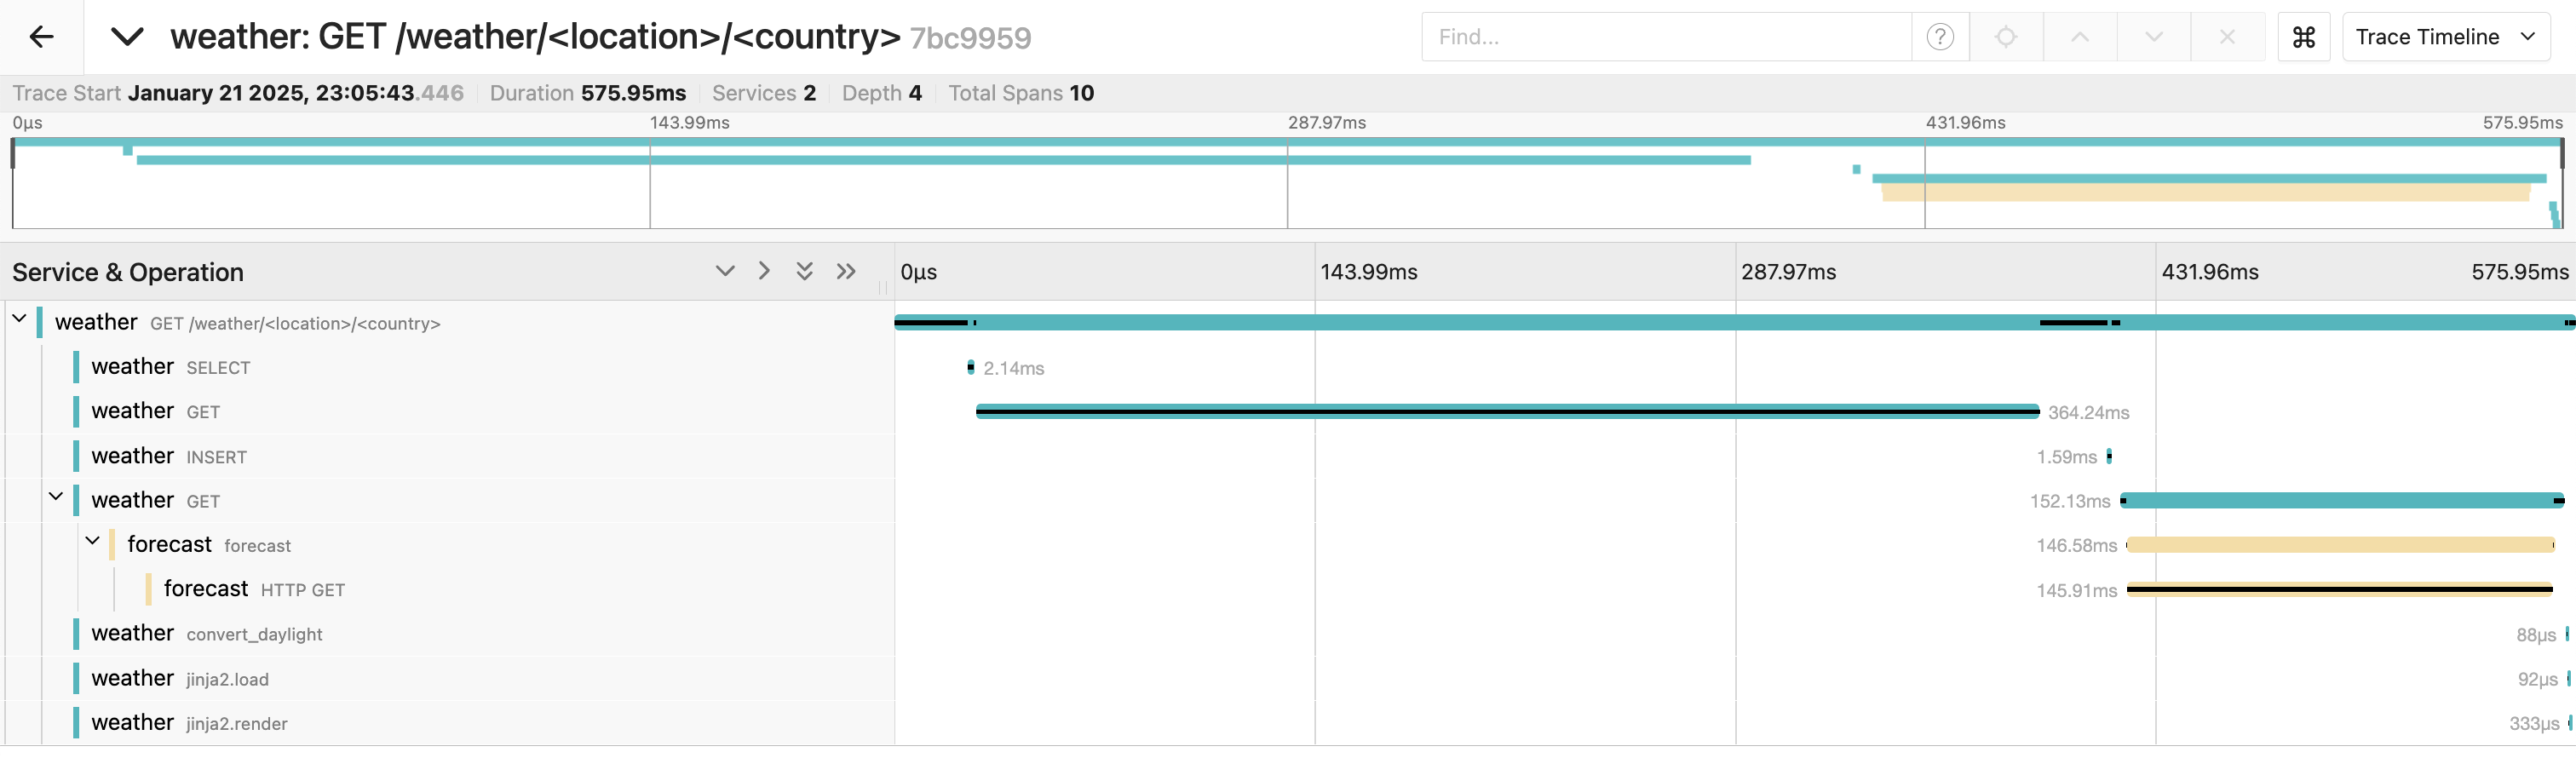 weather: GET /weather/<location>/<country> 7bc9959 Find... ? ⌘ Trace Timeline
Trace Start January 21 2025, 23:05:43.446 Duration 575.95ms Services 2 Depth 4 Total Spans 10
0µs 143.99ms 287.97ms 431.96ms 575.95ms
Service & Operation 0µs 143.99ms 287.97ms 431.96ms 575.95ms
weather GET /weather/<location>/<country>
weather SELECT 2.14ms
weather GET 364.24ms
weather INSERT 1.59ms
weather GET 152.13ms
forecast forecast 146.58ms
forecast HTTP GET 145.91ms
weather convert_daylight 88µs
weather jinja2.load 92µs
weather jinja2.render 333µs